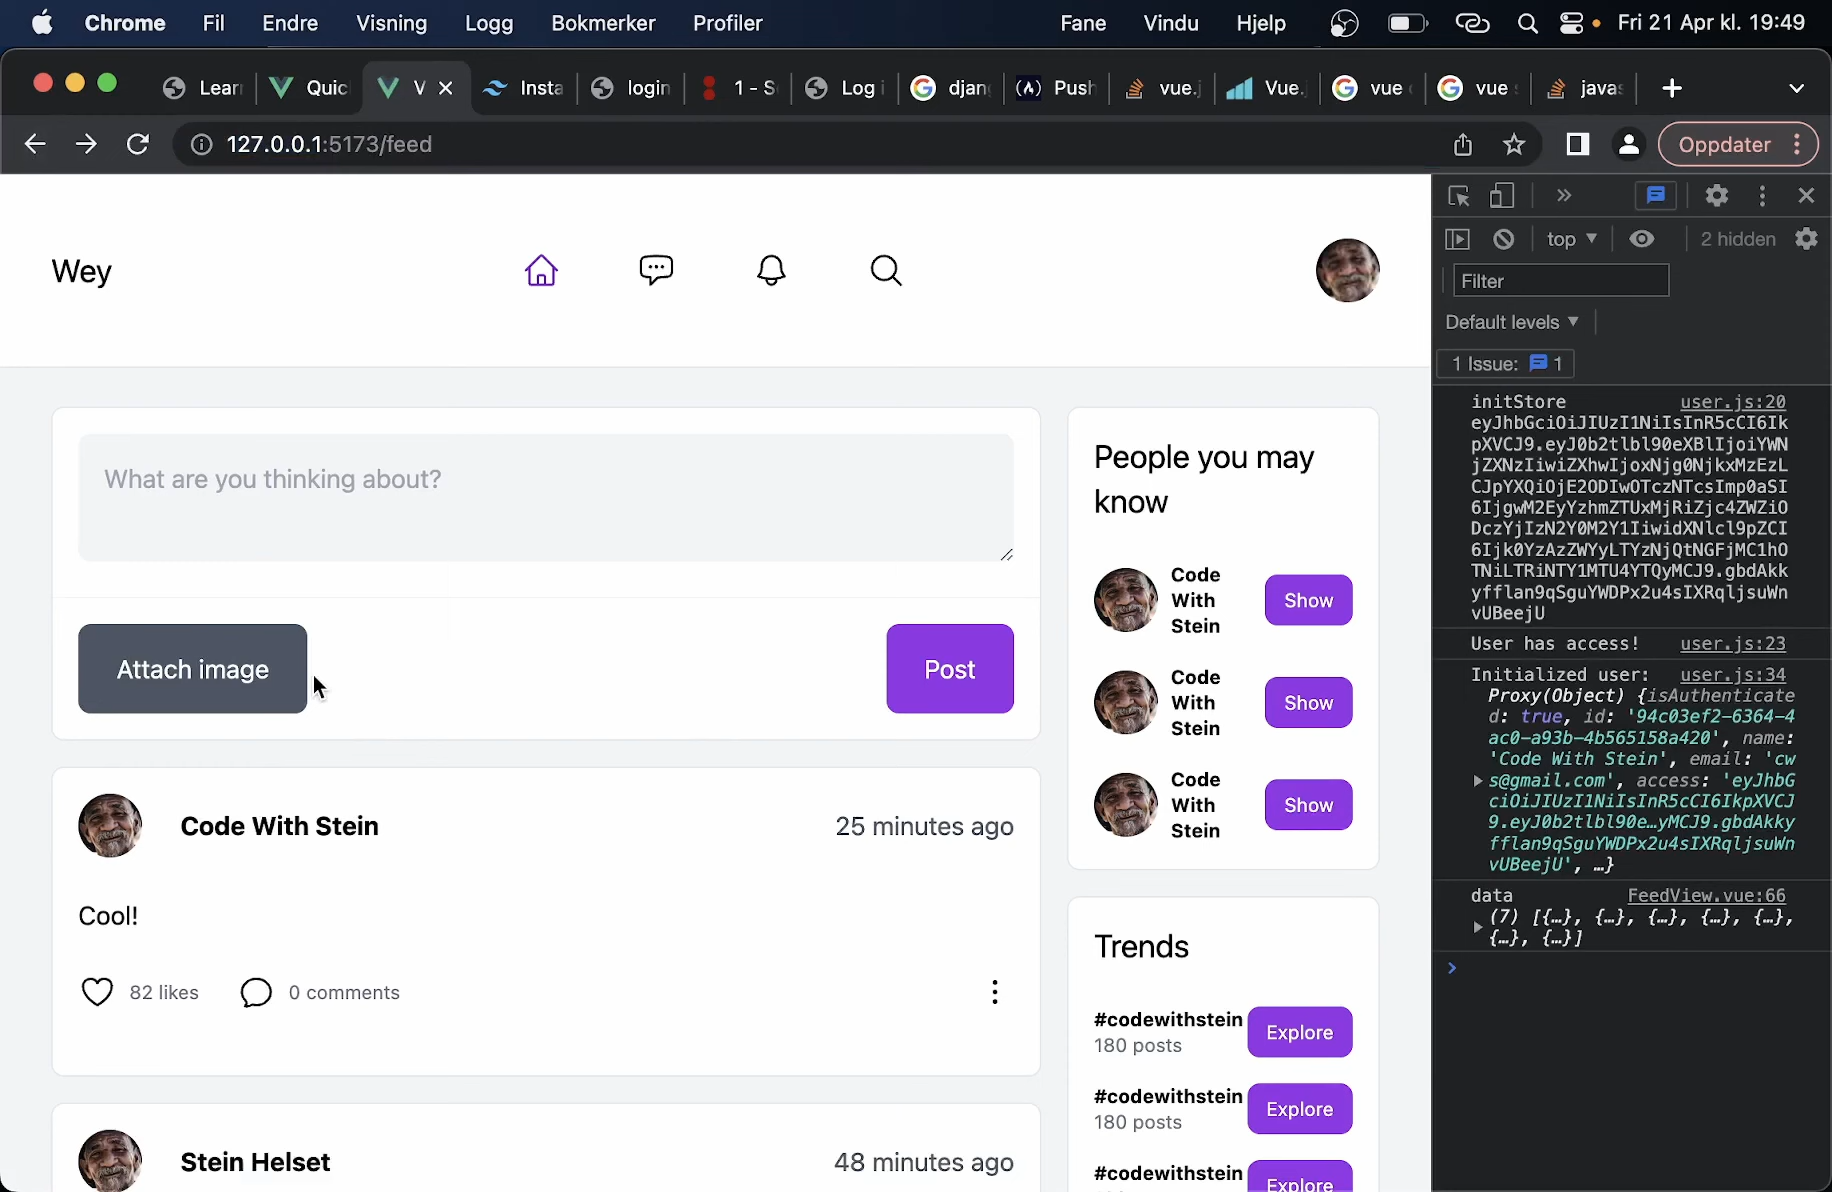 Chrome Fil Endre Visning Logg Bokmerker Profiler Fane Vindu Hjelp Fri 21 Apr kl. 19:49
Lear Quic V Insta login 1 - S Log i djan Push vue.j Vue. vue vue s javas
127.0.0.1:5173/feed Oppdater
top 2 hidden
Filter
Default levels
1 Issue: 1
Wey
What are you thinking about?
Attach image Post
Code With Stein 25 minutes ago
Cool!
82 likes 0 comments
Stein Helset 48 minutes ago
People you may
know
Code
With
Stein
Show
Code
With
Stein
Show
Code
With
Stein
Show
Trends
#codewithstein
180 posts
Explore
#codewithstein
180 posts
Explore
#codewithstein
Explore
initStore user.js:20
eyJhbGciOiJIUzI1NiIsInR5cCI6Ik
pXVCJ9.eyJ0b2tlbl90eXBlIjoiYWN
jZXNzIiwiZXhwIjoxNjg0NjkxMzEzL
CJpYXQiOjE2ODIwOTczNTcsImp0aSI
6IjgwM2EyYzhmZTUxMjRiZjc4ZWZiO
DczYjIzN2Y0M2Y1IiwidXNlcl9pZCI
6Ijk0YzAzZWYyLTYzNjQtNGFjMC1hO
TNiLTRiNTY1MTU4YTQyMCJ9.gbdAkk
yfflan9qSguYWDPx2u4sIXRqljsuWn
vUBeejU
User has access! user.js:23
Initialized user: user.js:34
Proxy(Object) {isAuthenticate
d: true, id: '94c03ef2-6364-4
ac0-a93b-4b565158a420', name:
'Code With Stein', email: 'cw
s@gmail.com', access: 'eyJhbG
ciOiJIUzI1NiIsInR5cCI6IkpXVCJ
9.eyJ0b2tlbl90e…yMCJ9.gbdAkky
fflan9qSguYWDPx2u4sIXRqljsuWn
vUBeejU', …}
data FeedView.vue:66
(7) [{…}, {…}, {…}, {…}, {…},
{…}, {…}]